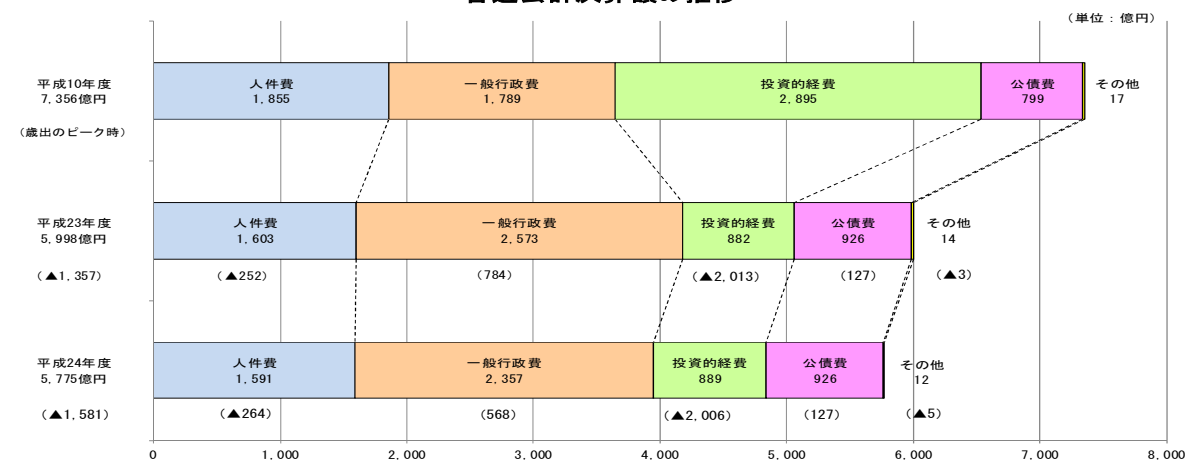 （単位：億円）
平成10年度
7,356億円
（歳出のピーク時）
人件費
1,855
一般行政費
1,789
投資的経費
2,895
公債費
799
その他
17
平成23年度
5,998億円
（▲1,357）
人件費
1,603
（▲252）
一般行政費
2,573
（784）
投資的経費
882
（▲2,013）
公債費
926
（127）
その他
14
（▲3）
平成24年度
5,775億円
（▲1,581）
人件費
1,591
（▲264）
一般行政費
2,357
（568）
投資的経費
889
（▲2,006）
公債費
926
（127）
その他
12
（▲5）
0 1,000 2,000 3,000 4,000 5,000 6,000 7,000 8,000